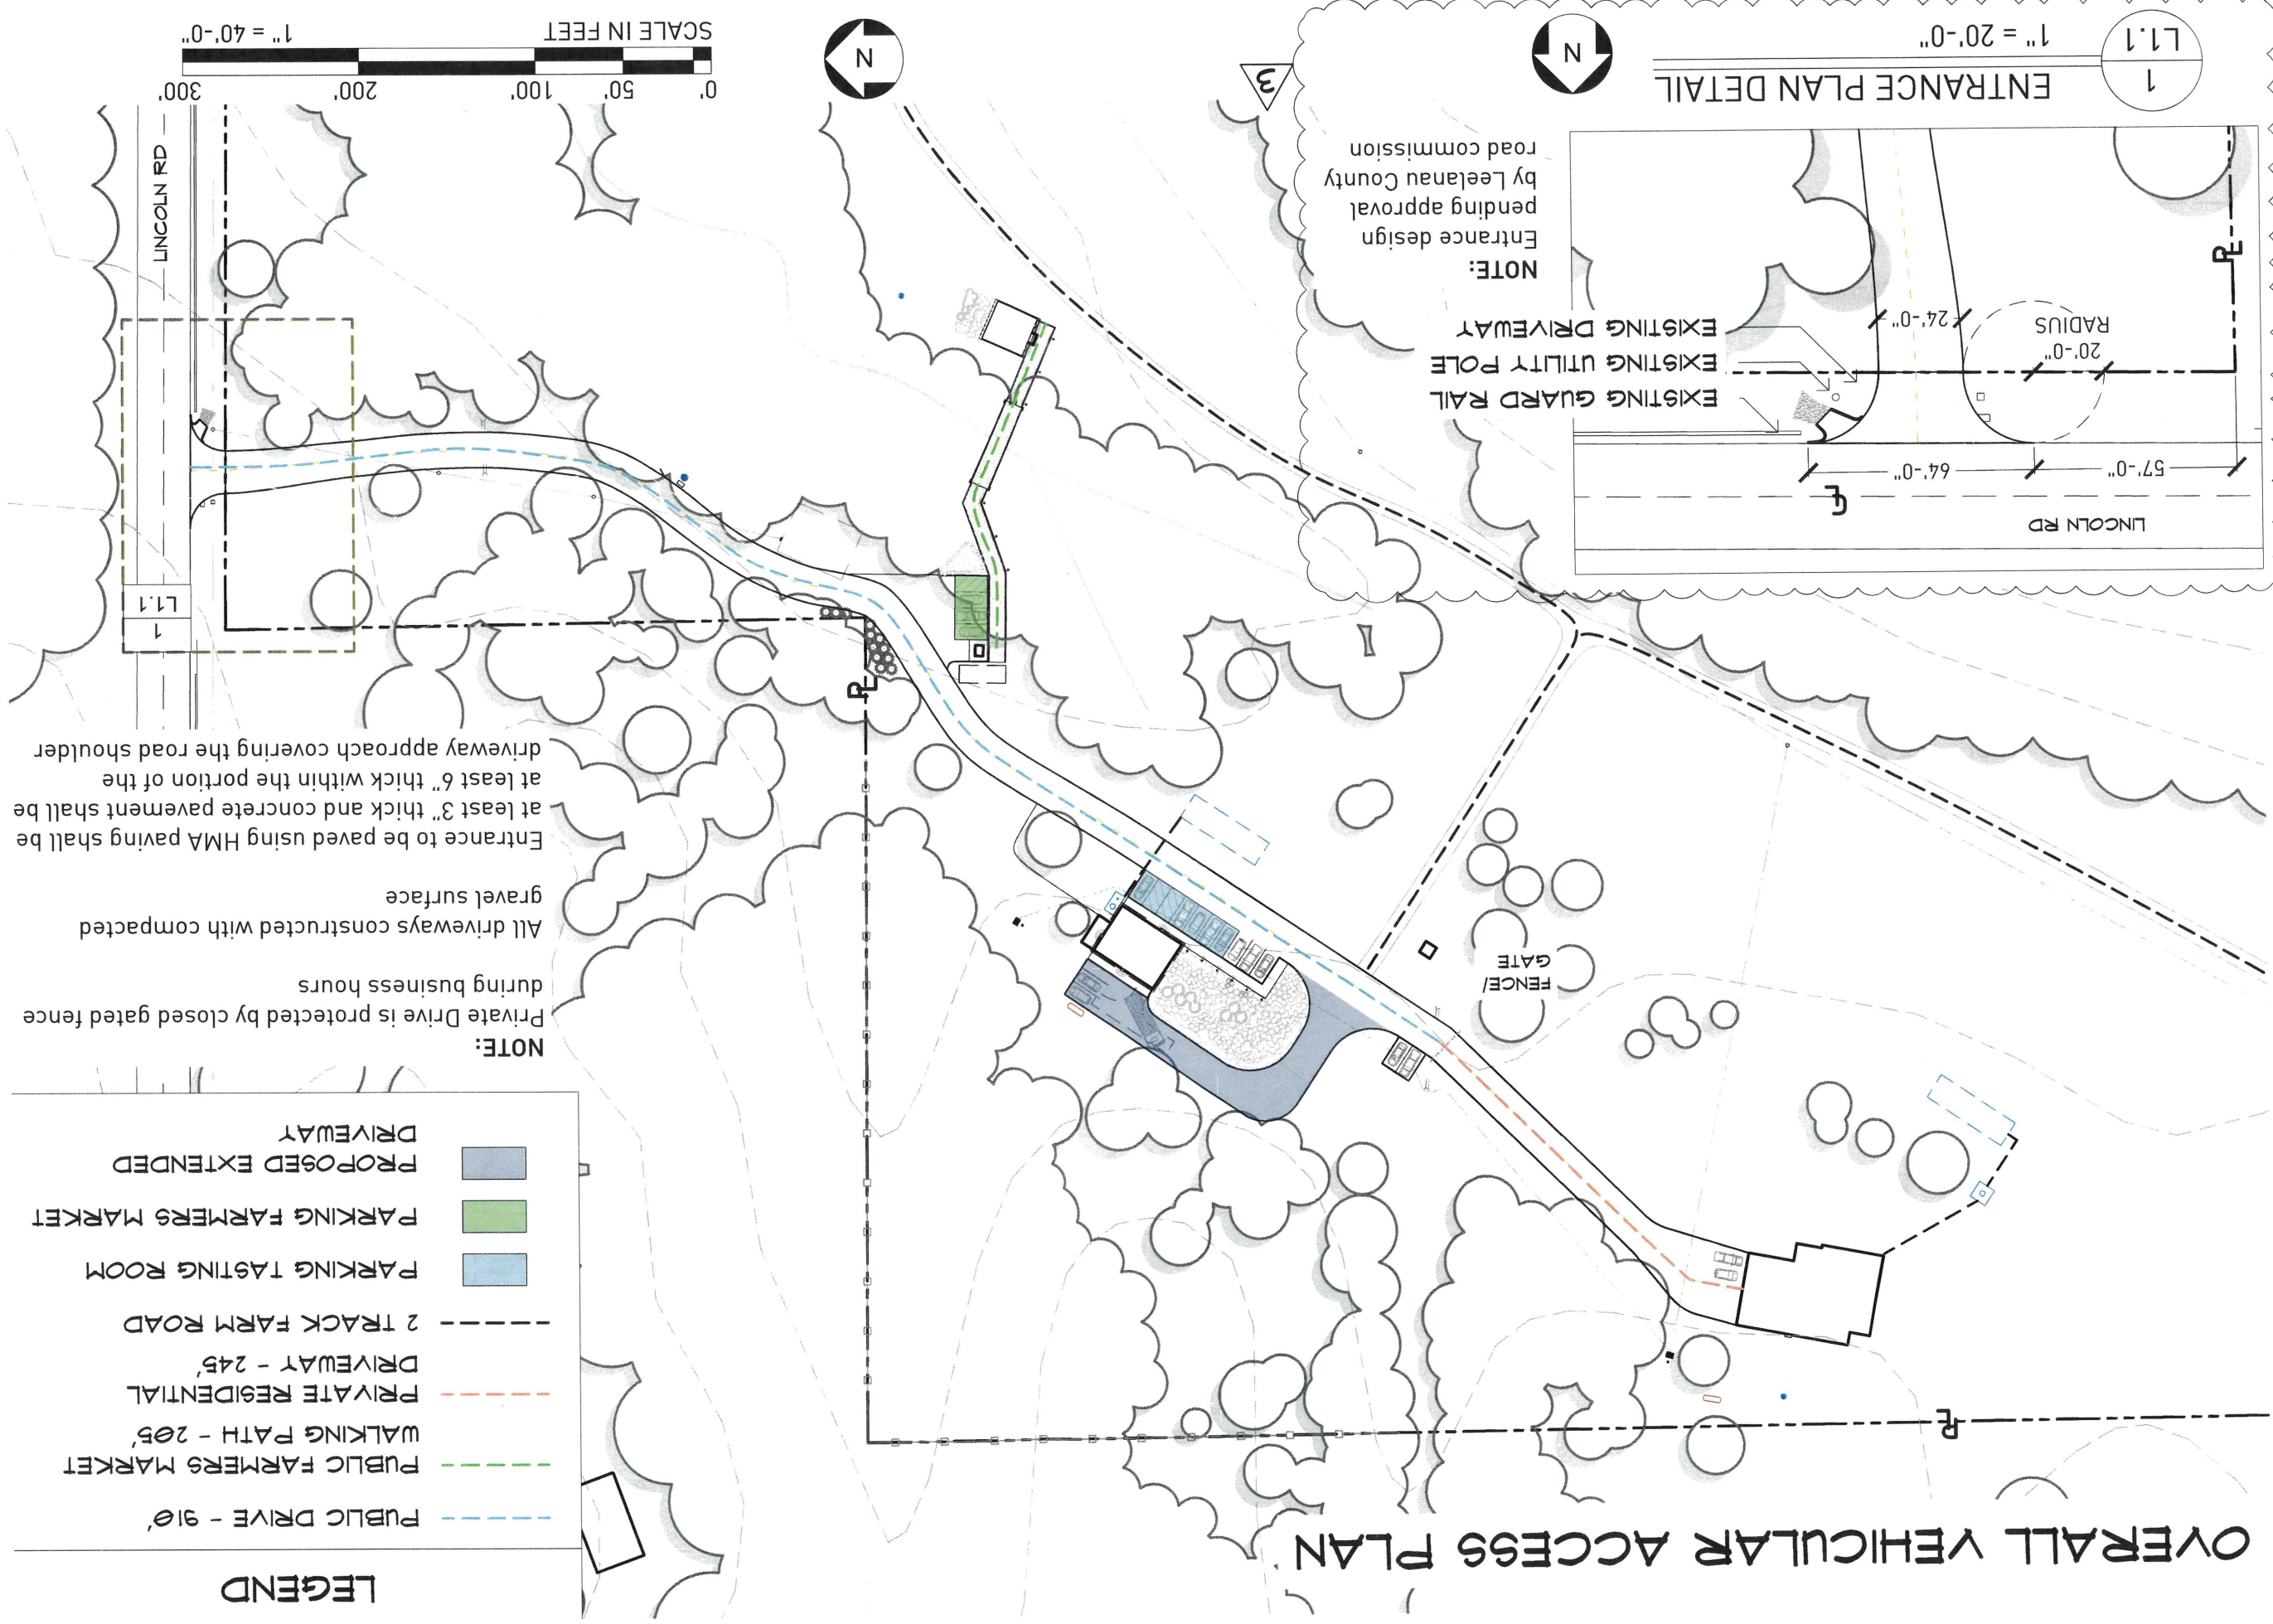 OVERALL VEHICULAR ACCESS PLAN
LEGEND
PUBLIC DRIVE - 910'
PUBLIC FARMERS MARKET
WALKING PATH - 205'
PRIVATE RESIDENTIAL
DRIVEWAY - 245'
2 TRACK FARM ROAD
PARKING TASTING ROOM
PARKING FARMERS MARKET
PROPOSED EXTENDED
DRIVEWAY
NOTE:
Private Drive is protected by closed gated fence
during business hours
All driveways constructed with compacted
gravel surface
Entrance to be paved using HMA paving shall be
at least 3" thick and concrete pavement shall be
at least 6" thick within the portion of the
driveway approach covering the road shoulder
PL
FENCE/
GATE
PL
1
L1.1
LINCOLN RD
LINCOLN RD
CL
57'-0"
64'-0"
EXISTING GUARD RAIL
EXISTING UTILITY POLE
EXISTING DRIVEWAY
20'-0"
RADIUS
24'-0"
PL
NOTE:
Entrance design
pending approval
by Leelanau County
road commission
3
1
L1.1
ENTRANCE PLAN DETAIL
1" = 20'-0"
N
N
0'
50'
100'
200'
300'
SCALE IN FEET
1" = 40'-0"